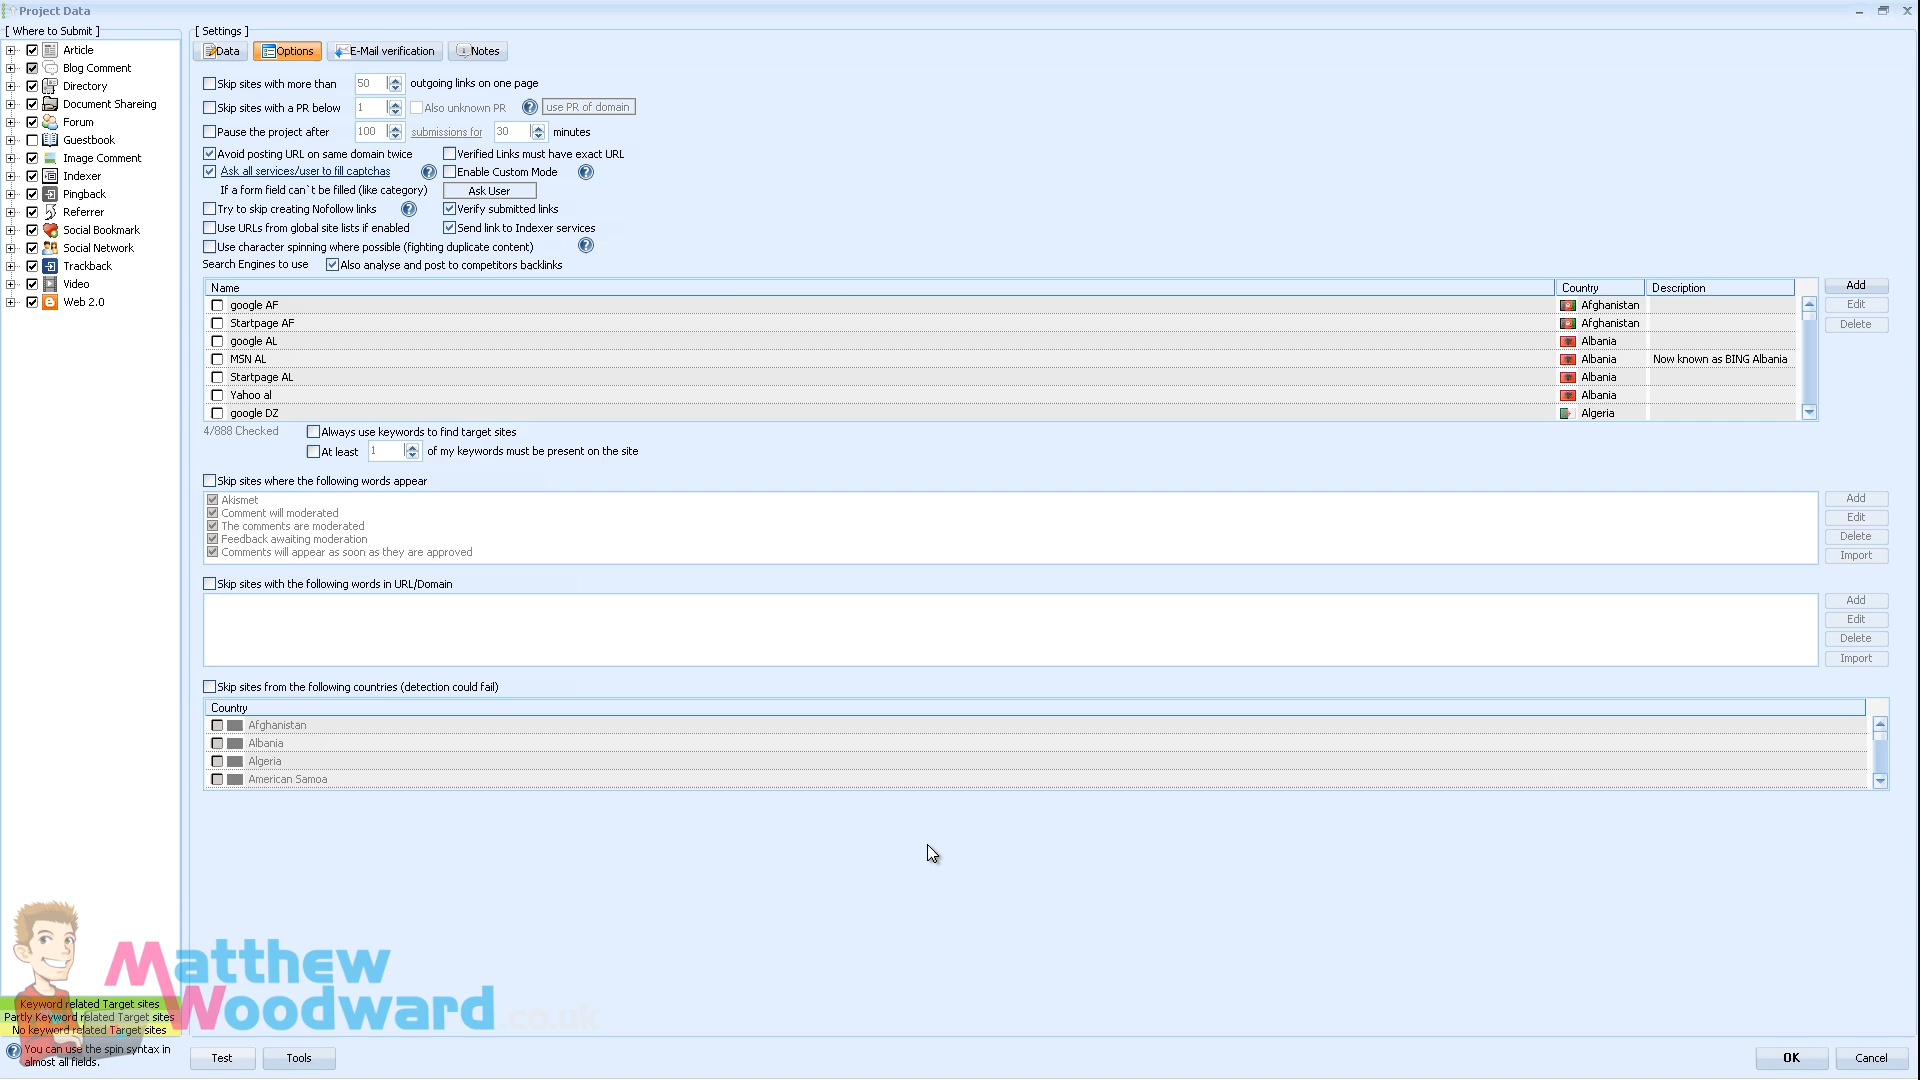 Project Data
[ Where to Submit ]
Article
Blog Comment
Directory
Document Shareing
Forum
Guestbook
Image Comment
Indexer
Pingback
Referrer
Social Bookmark
Social Network
Trackback
Video
Web 2.0
[ Settings ]
Data Options E-Mail verification Notes
Skip sites with more than 50 outgoing links on one page
Skip sites with a PR below 1 Also unknown PR use PR of domain
Pause the project after 100 submissions for 30 minutes
Avoid posting URL on same domain twice Verified Links must have exact URL
Ask all services/user to fill captchas Enable Custom Mode
If a form field can`t be filled (like category) Ask User
Try to skip creating Nofollow links Verify submitted links
Use URLs from global site lists if enabled Send link to Indexer services
Use character spinning where possible (fighting duplicate content)
Search Engines to use Also analyse and post to competitors backlinks
Name Country Description
google AF Afghanistan
Startpage AF Afghanistan
google AL Albania
MSN AL Albania Now known as BING Albania
Startpage AL Albania
Yahoo al Albania
google DZ Algeria
Add
Edit
Delete
4/888 Checked Always use keywords to find target sites
At least 1 of my keywords must be present on the site
Skip sites where the following words appear
Akismet
Comment will moderated
The comments are moderated
Feedback awaiting moderation
Comments will appear as soon as they are approved
Add
Edit
Delete
Import
Skip sites with the following words in URL/Domain
Add
Edit
Delete
Import
Skip sites from the following countries (detection could fail)
Country
Afghanistan
Albania
Algeria
American Samoa
Matthew
Woodward.co.uk
Keyword related Target sites
Partly Keyword related Target sites
No keyword related Target sites
You can use the spin syntax in
almost all fields.
Test Tools OK Cancel